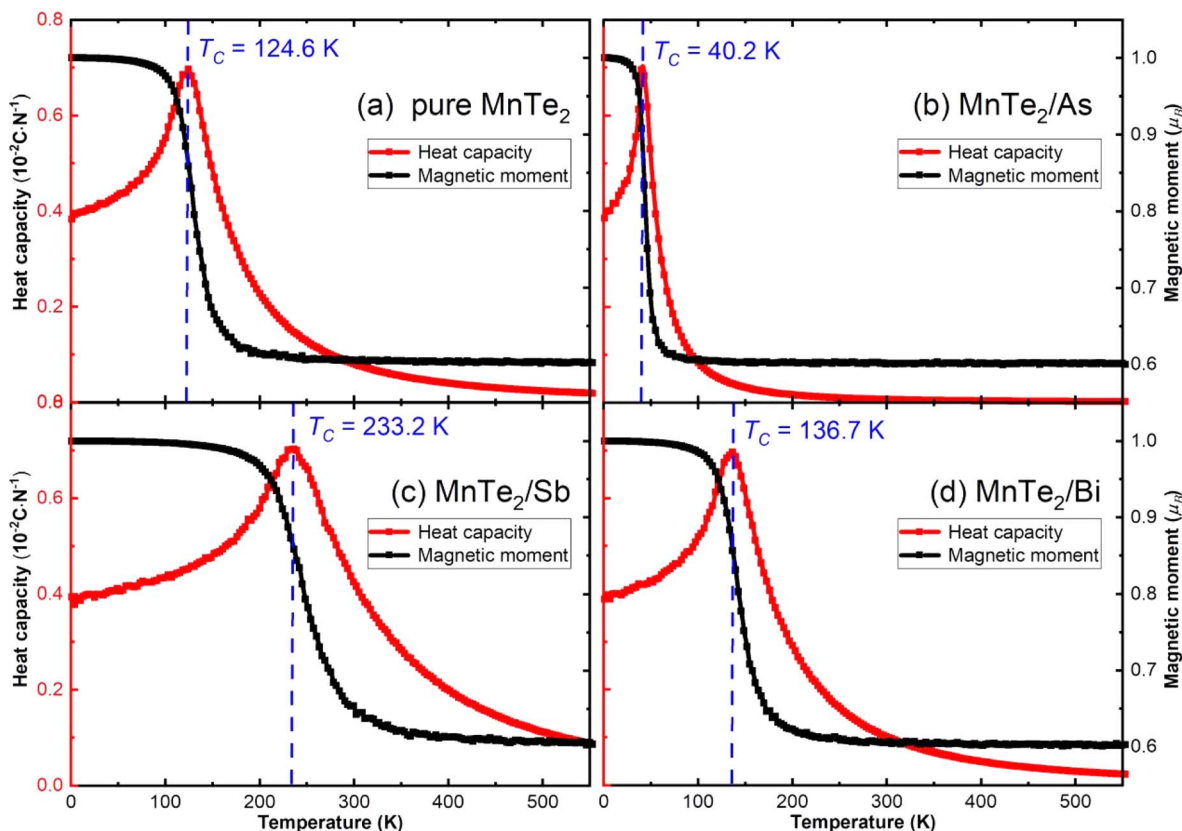 0.8
0.6
0.4
0.2
0.8
Heat capacity (10⁻²C·N⁻¹)
T_C = 124.6 K
(a) pure MnTe₂
Heat capacity
Magnetic moment
T_C = 40.2 K
(b) MnTe₂/As
Heat capacity
Magnetic moment
1.0
0.9
0.8
0.7
0.6
Magnetic moment (μ_B)
0.6
0.4
0.2
0.0
Heat capacity (10⁻²C·N⁻¹)
T_C = 233.2 K
(c) MnTe₂/Sb
Heat capacity
Magnetic moment
T_C = 136.7 K
(d) MnTe₂/Bi
Heat capacity
Magnetic moment
1.0
0.9
0.8
0.7
0.6
Magnetic moment (μ_B)
0 100 200 300 400 500
Temperature (K)
0 100 200 300 400 500
Temperature (K)